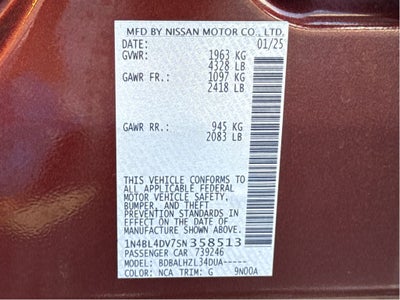 MFD BY NISSAN MOTOR CO., LTD.
DATE: 01/25
GVWR: 1963 KG
4328 LB
GAWR FR.: 1097 KG
2418 LB
GAWR RR.: 945 KG
2083 LB
THIS VEHICLE CONFORMS TO ALL
APPLICABLE FEDERAL
MOTOR VEHICLE SAFETY,
BUMPER, AND THEFT
PREVENTION STANDARDS IN
EFFECT ON THE DATE OF
MANUFACTURE SHOWN ABOVE.
1N4BL4DV7SN358513
PASSENGER CAR 739246
MODEL: BDBALHZL34DUA-----
COLOR: NCA TRIM: G 9N00A